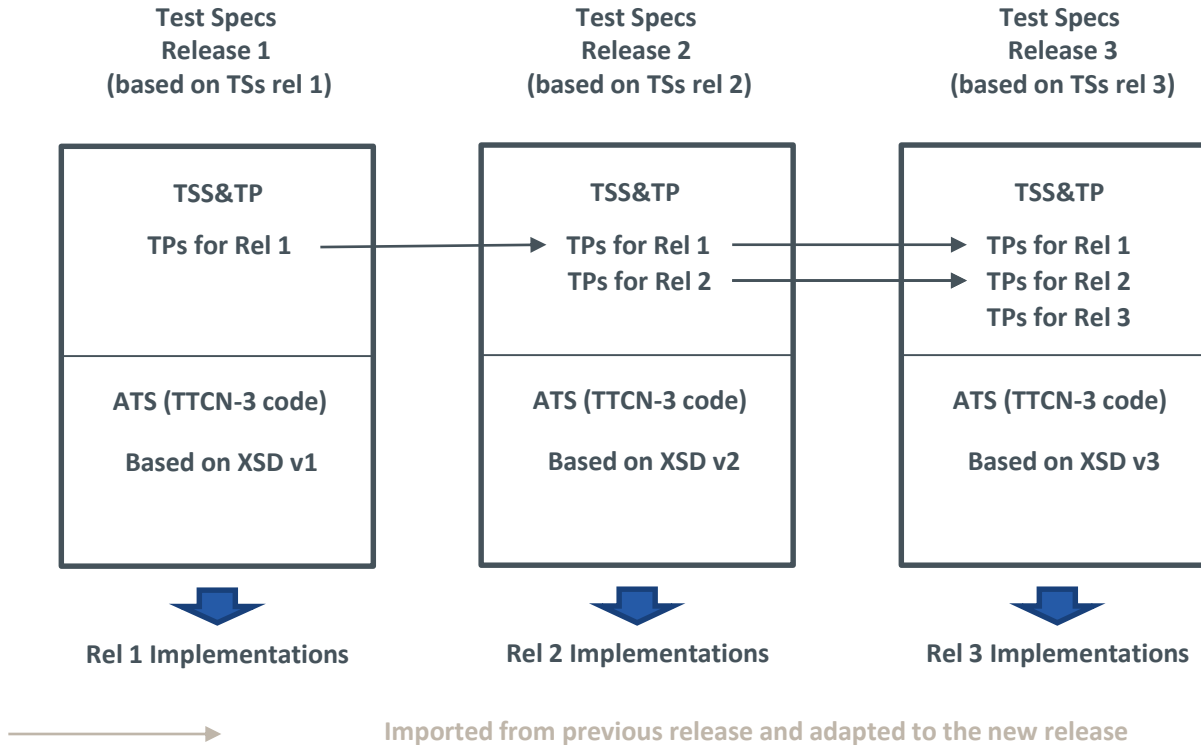 Test Specs
Release 1
(based on TSs rel 1)
Test Specs
Release 2
(based on TSs rel 2)
Test Specs
Release 3
(based on TSs rel 3)
TSS&TP
TPs for Rel 1
ATS (TTCN-3 code)
Based on XSD v1
TSS&TP
TPs for Rel 1
TPs for Rel 2
ATS (TTCN-3 code)
Based on XSD v2
TSS&TP
TPs for Rel 1
TPs for Rel 2
TPs for Rel 3
ATS (TTCN-3 code)
Based on XSD v3
Rel 1 Implementations
Rel 2 Implementations
Rel 3 Implementations
Imported from previous release and adapted to the new release